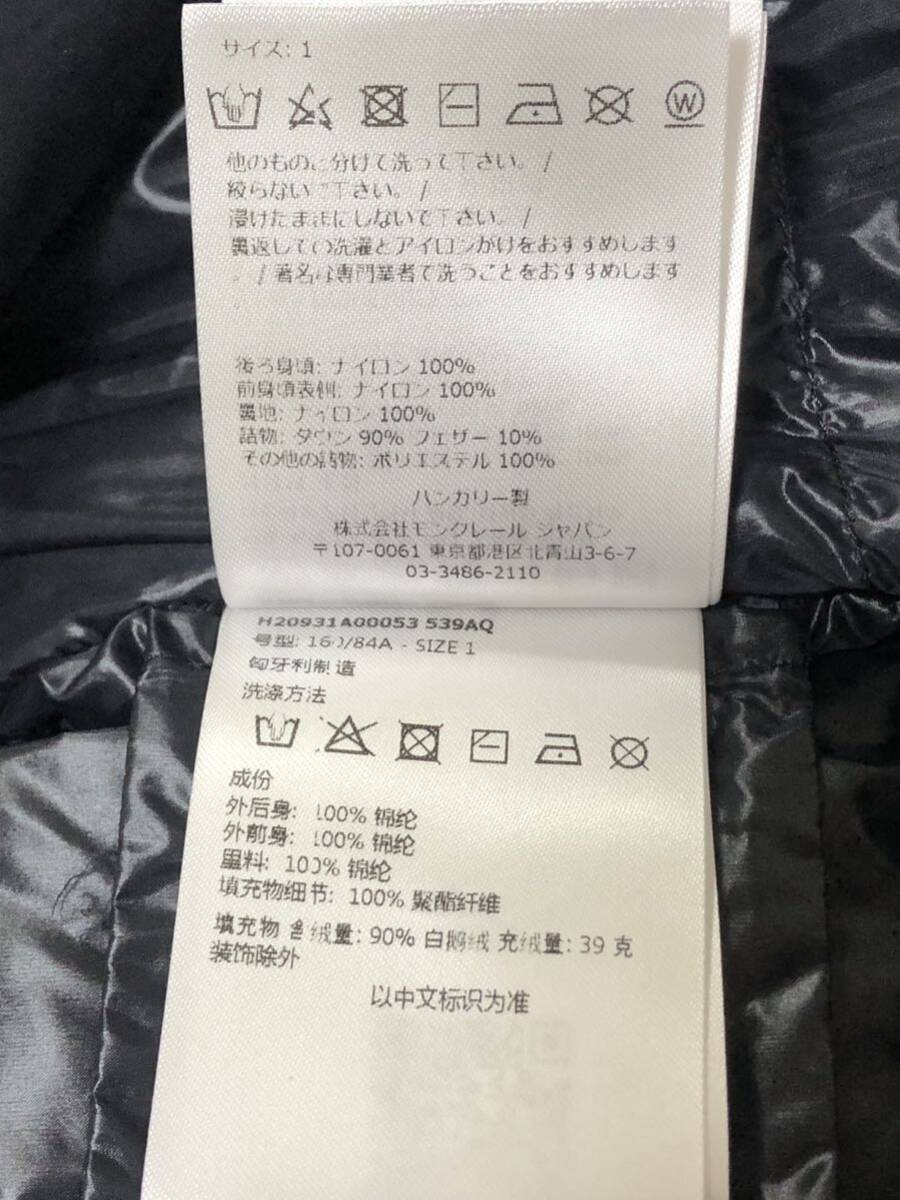 サイズ: 1
W
他のものと分けて洗って下さい。/
絞らないで下さい。/
浸けたままにしないで下さい。/
裏返しての洗濯とアイロンがけをおすすめします
。/ 著名な専門業者で洗うことをおすすめします
。
後ろ身頃: ナイロン 100%
前身頃表側: ナイロン 100%
裏地: ナイロン 100%
詰物: ダウン 90% フェザー 10%
その他の詰物: ポリエステル 100%
ハンガリー製
株式会社モンクレール ジャパン
〒107-0061 東京都港区北青山3-6-7
03-3486-2110
H20931A00053 539AQ
号型: 160/84A - SIZE 1
匈牙利制造
洗涤方法
成份
外后身: 100% 锦纶
外前身: 100% 锦纶
里料: 100% 锦纶
填充物细节: 100% 聚酯纤维
填充物 含绒量: 90% 白鹅绒 充绒量: 39 克
装饰除外
以中文标识为准